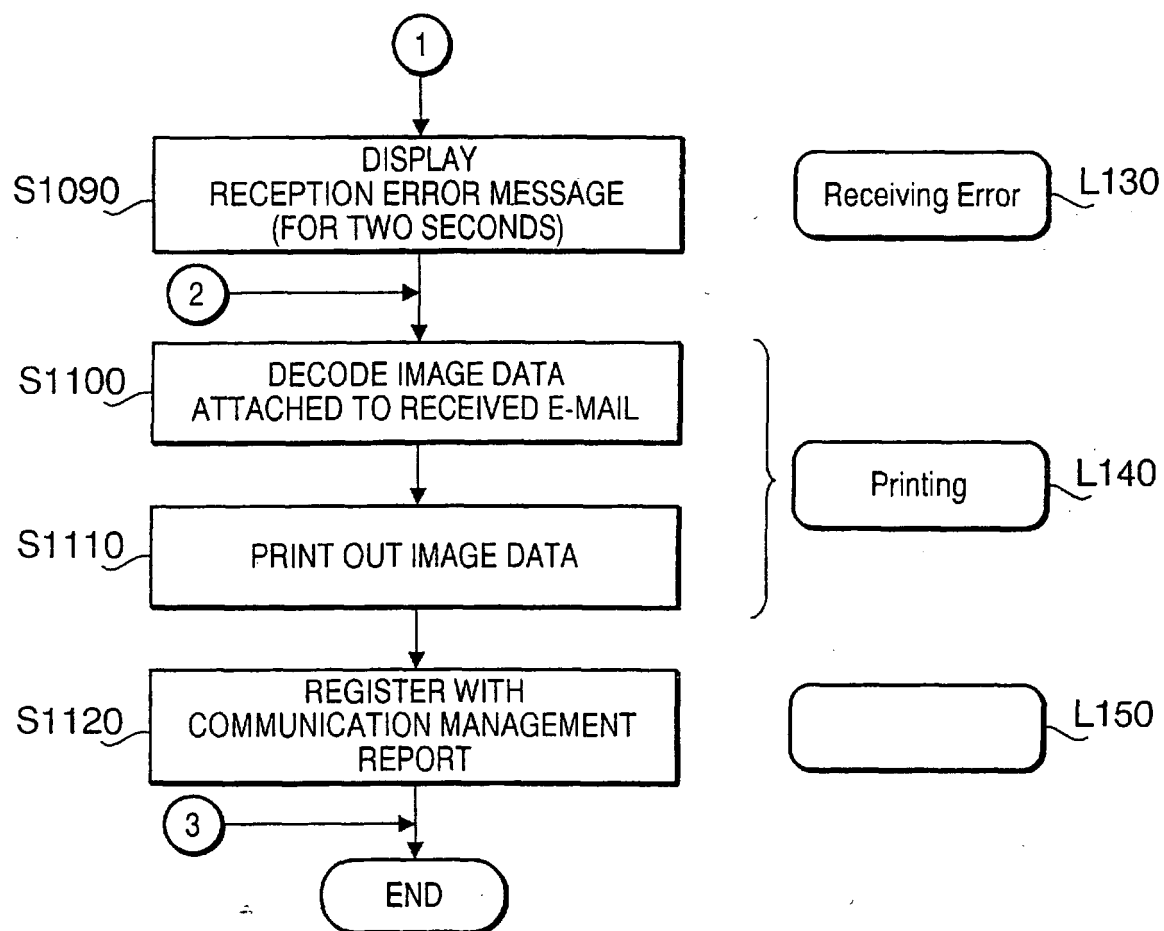 1
DISPLAY
RECEPTION ERROR MESSAGE
(FOR TWO SECONDS)
S1090
Receiving Error
L130
2
S1100
DECODE IMAGE DATA
ATTACHED TO RECEIVED E-MAIL
Printing
L140
S1110
PRINT OUT IMAGE DATA
S1120
REGISTER WITH
COMMUNICATION MANAGEMENT
REPORT
L150
3
END